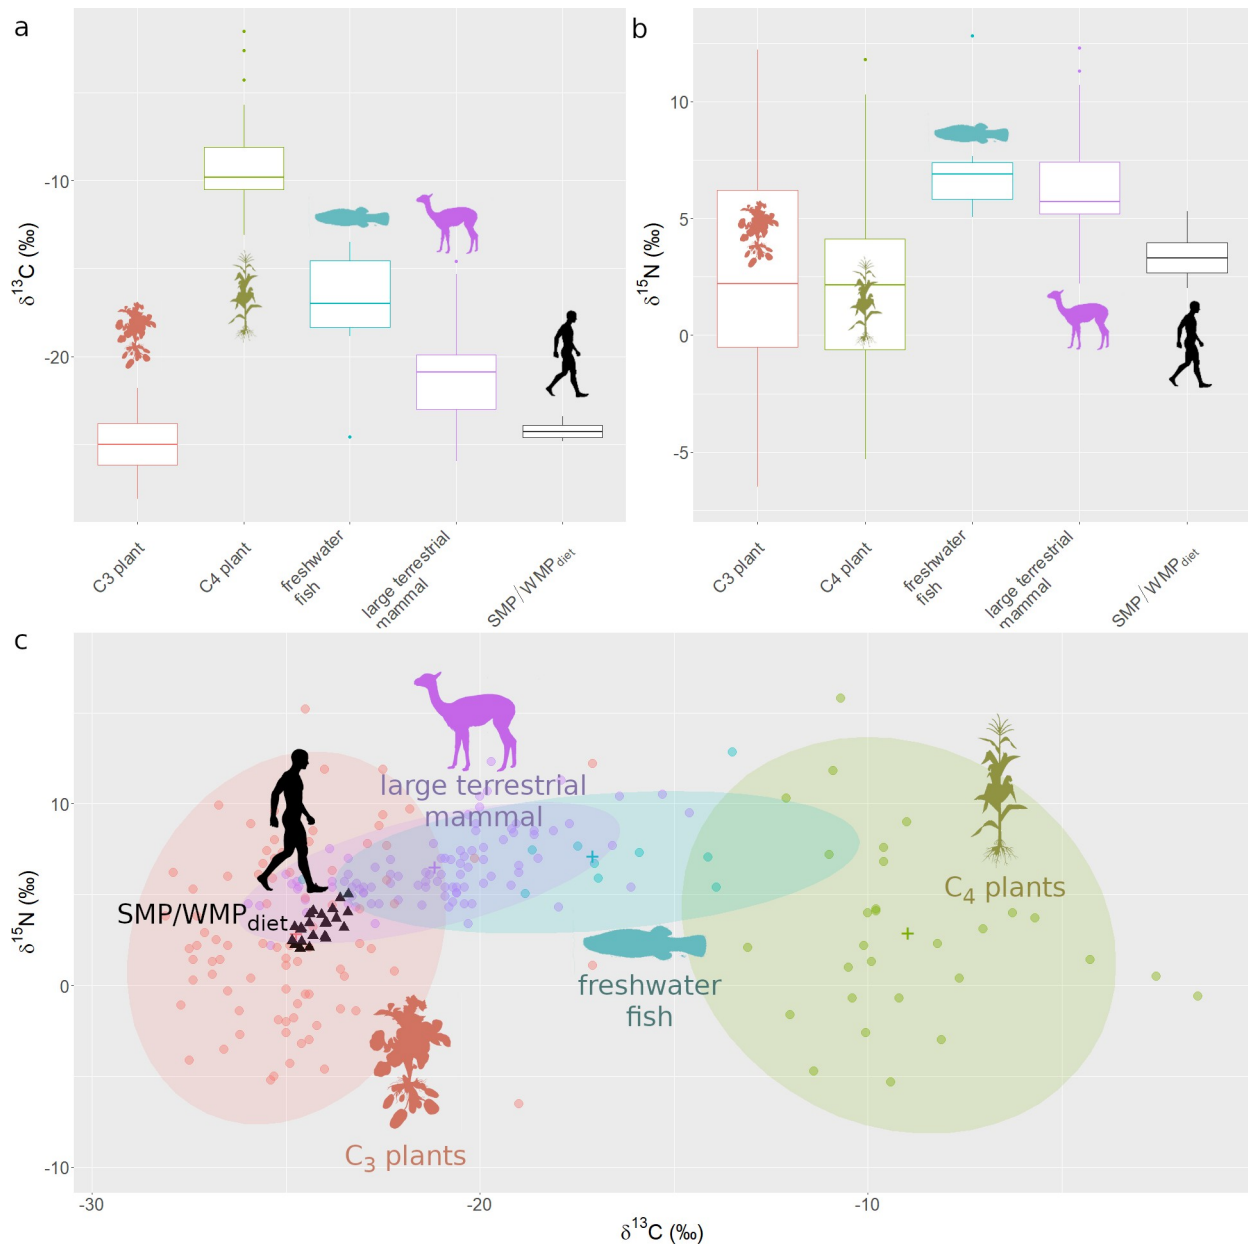 a
δ13C (‰)
-10
-20
C3 plant
C4 plant
freshwater
fish
large terrestrial
mammal
SMP/WMPdiet
b
δ15N (‰)
10
5
0
-5
C3 plant
C4 plant
freshwater
fish
large terrestrial
mammal
SMP/WMPdiet
c
δ15N (‰)
10
0
-10
large terrestrial
mammal
SMP/WMPdiet
C4 plants
freshwater
fish
C3 plants
-30
-20
-10
δ13C (‰)